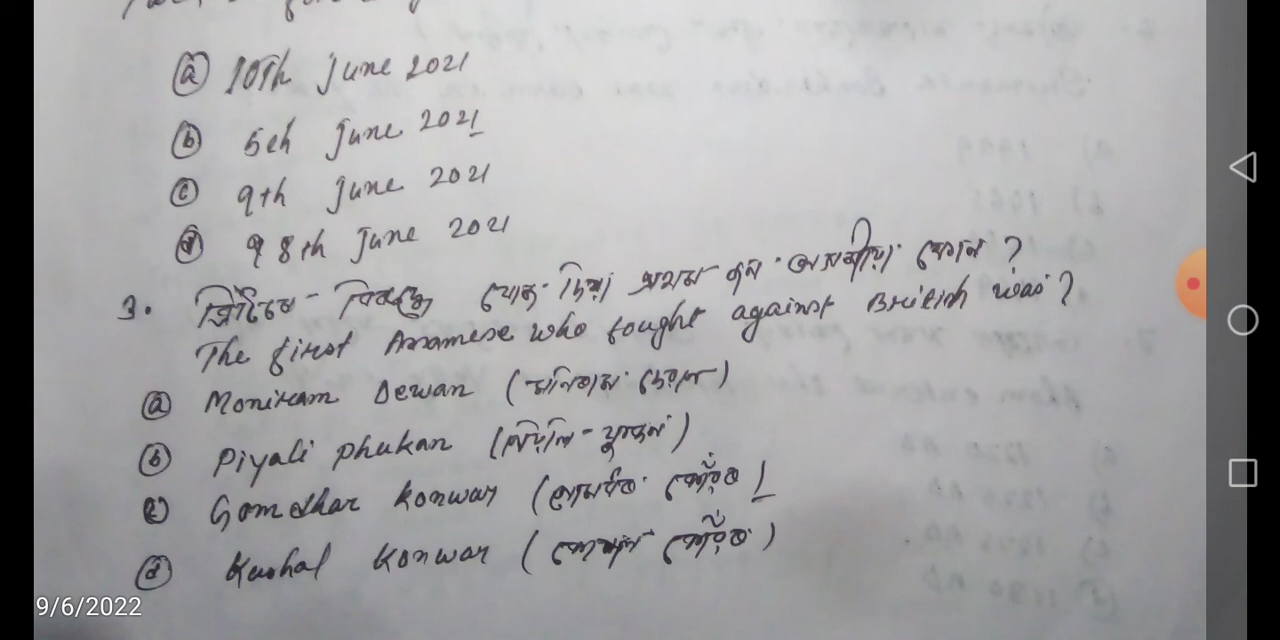 ⓐ 10th June 2021
ⓑ 5th June 2021
ⓒ 9th June 2021
ⓓ 8th June 2021
3. ব্ৰিটিছৰ বিৰুদ্ধে যোদ্ধ দিয়া প্ৰথম জন অসমীয়া কোন ?
The first Assamese who fought against British was ?
ⓐ Moniram Dewan (মনিৰাম দেৱান)
ⓑ Piyali Phukan (পিয়লি ফুকন)
ⓒ Gomdhar Konwar (গোমধৰ কোঁৱৰ)
ⓓ Kushal Konwar (কোঁৱৰ)
9/6/2022